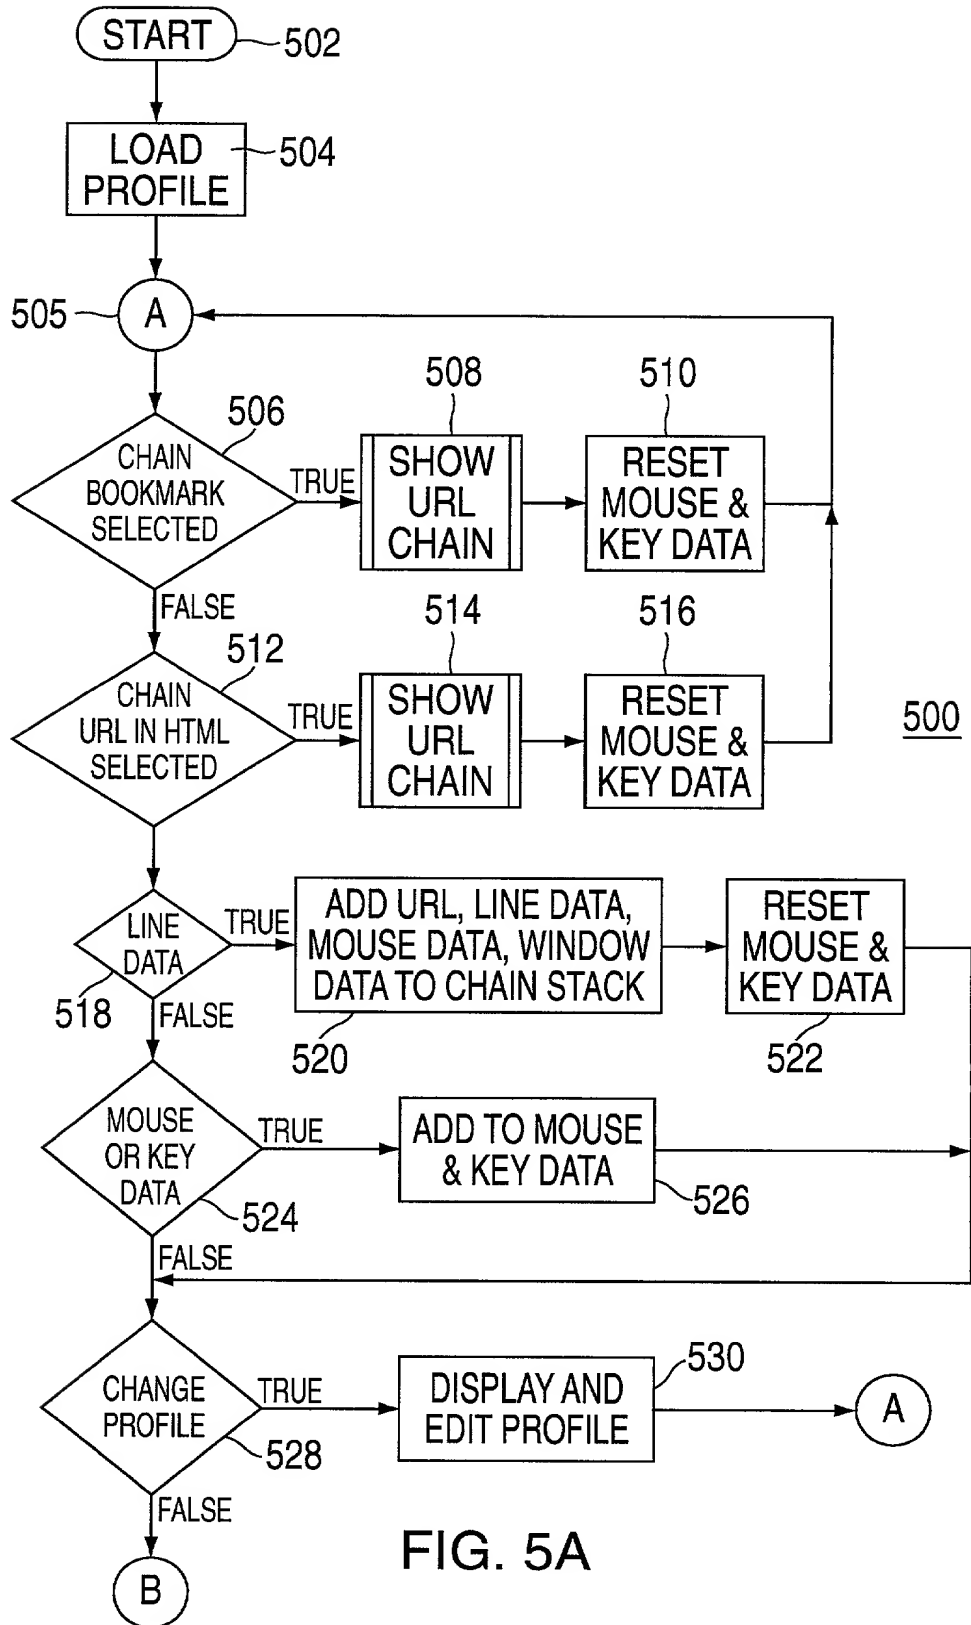 START
502
LOAD
PROFILE
504
505
A
506
CHAIN
BOOKMARK
SELECTED
TRUE
508
SHOW
URL
CHAIN
510
RESET
MOUSE &
KEY DATA
FALSE
512
CHAIN
URL IN HTML
SELECTED
TRUE
514
SHOW
URL
CHAIN
516
RESET
MOUSE &
KEY DATA
500
LINE
DATA
518
TRUE
ADD URL, LINE DATA,
MOUSE DATA, WINDOW
DATA TO CHAIN STACK
520
RESET
MOUSE &
KEY DATA
522
FALSE
MOUSE
OR KEY
DATA
524
TRUE
ADD TO MOUSE
& KEY DATA
526
FALSE
CHANGE
PROFILE
528
TRUE
DISPLAY AND
EDIT PROFILE
530
A
FALSE
B
FIG. 5A